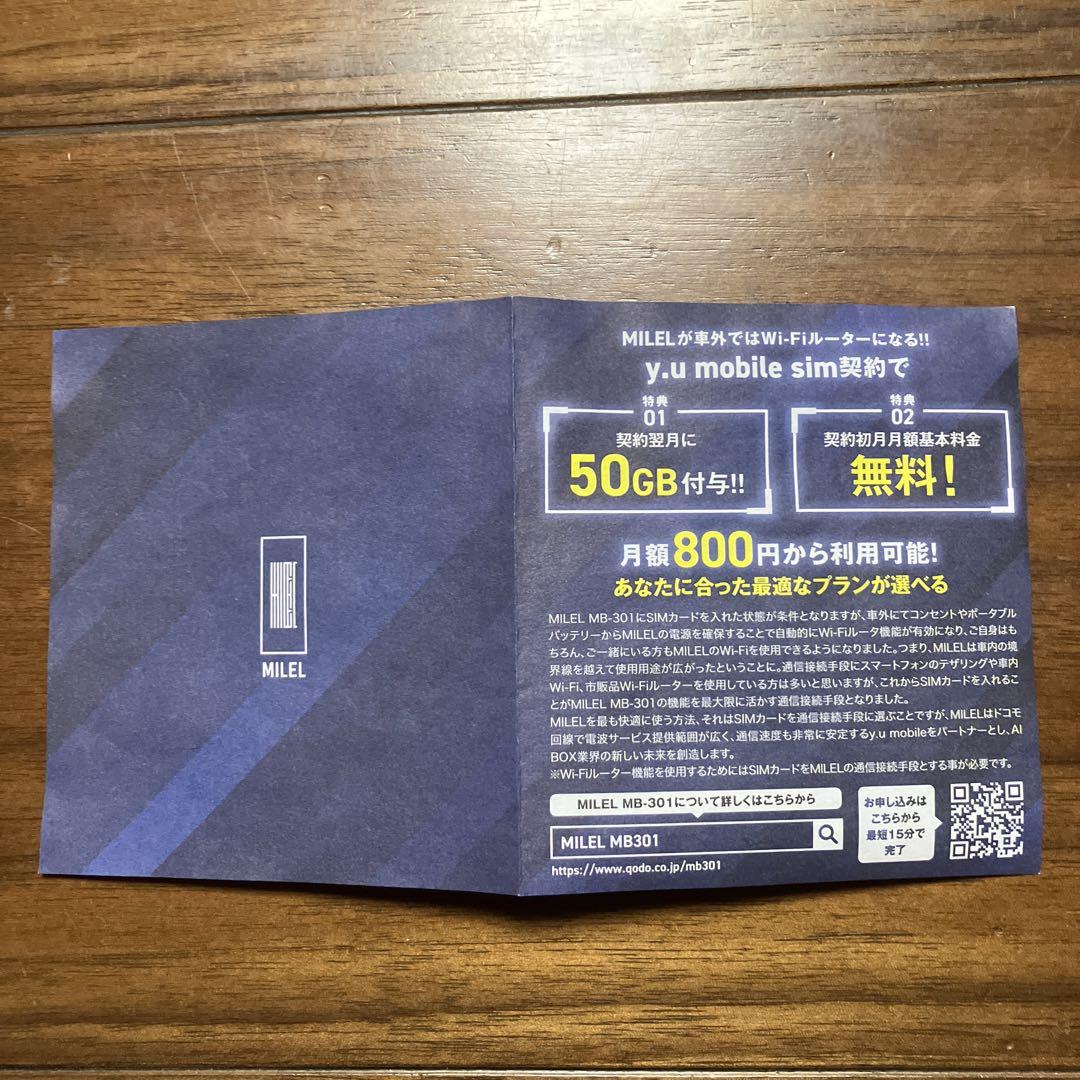 MILEL
MILELが車外ではWi-Fiルーターになる!!
y.u mobile sim契約で
特典
01
契約翌月に
50GB付与!!
特典
02
契約初月月額基本料金
無料!
月額800円から利用可能!
あなたに合った最適なプランが選べる
MILEL MB-301にSIMカードを入れた状態が条件となりますが、車外にてコンセントやポータブル
バッテリーからMILELの電源を確保することで自動的にWi-Fiルータ機能が有効になり、ご自身はも
ちろん、ご一緒にいる方もMILELのWi-Fiを使用できるようになりました。つまり、MILELは車内の境
界線を越えて使用用途が広がったということに。通信接続手段にスマートフォンのテザリングや車内
Wi-Fi、市販品Wi-Fiルーターを使用している方は多いと思いますが、これからSIMカードを入れるこ
とがMILEL MB-301の機能を最大限に活かす通信接続手段となりました。
MILELを最も快適に使う方法、それはSIMカードを通信接続手段に選ぶことですが、MILELはドコモ
回線で電波サービス提供範囲が広く、通信速度も非常に安定するy.u mobileをパートナーとし、AI
BOX業界の新しい未来を創造します。
※Wi-Fiルーター機能を使用するためにはSIMカードをMILELの通信接続手段とする事が必要です。
MILEL MB-301について詳しくはこちらから
MILEL MB301
https://www.qodo.co.jp/mb301
お申し込みは
こちらから
最短15分で
完了